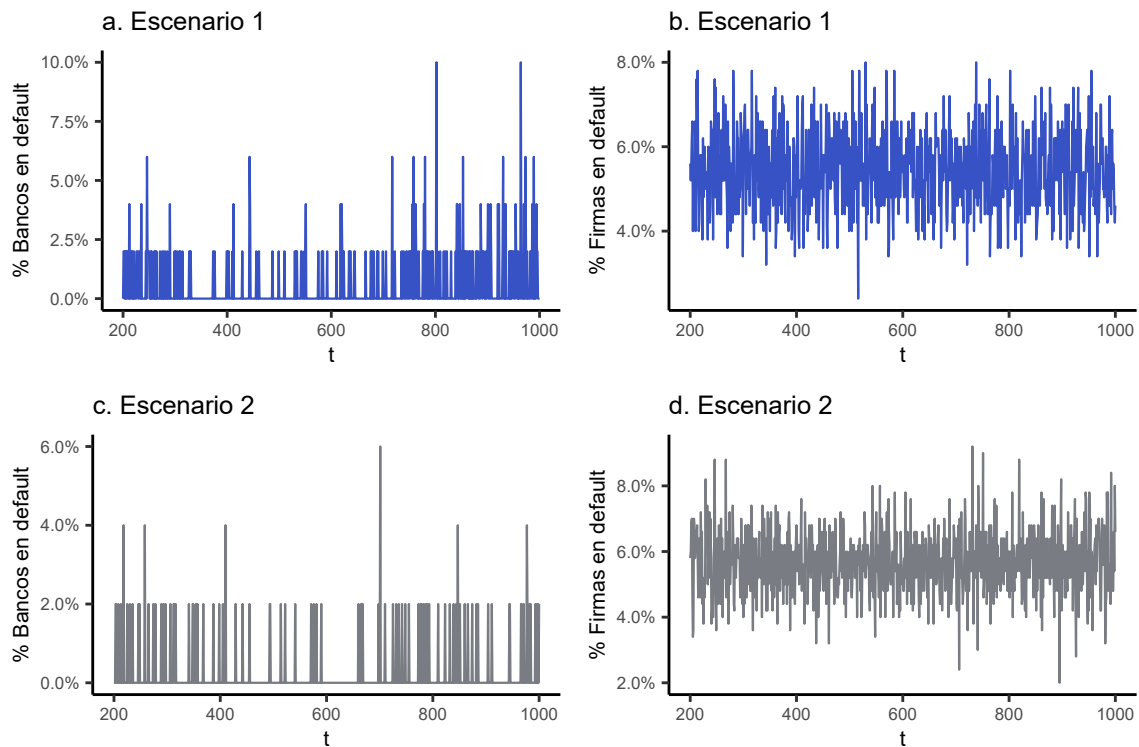 a. Escenario 1
% Bancos en default
10.0%
7.5%
5.0%
2.5%
0.0%
200 400 600 800 1000
t
b. Escenario 1
% Firmas en default
8.0%
6.0%
4.0%
200 400 600 800 1000
t
c. Escenario 2
% Bancos en default
6.0%
4.0%
2.0%
0.0%
200 400 600 800 1000
t
d. Escenario 2
% Firmas en default
8.0%
6.0%
4.0%
2.0%
200 400 600 800 1000
t